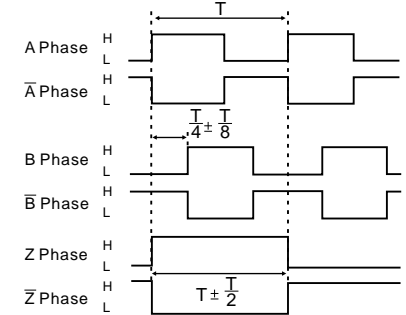 T
A Phase H
L
A̅ Phase H
L
T/4 ± T/8
B Phase H
L
B̅ Phase H
L
Z Phase H
L
T ± T/2
Z̅ Phase H
L